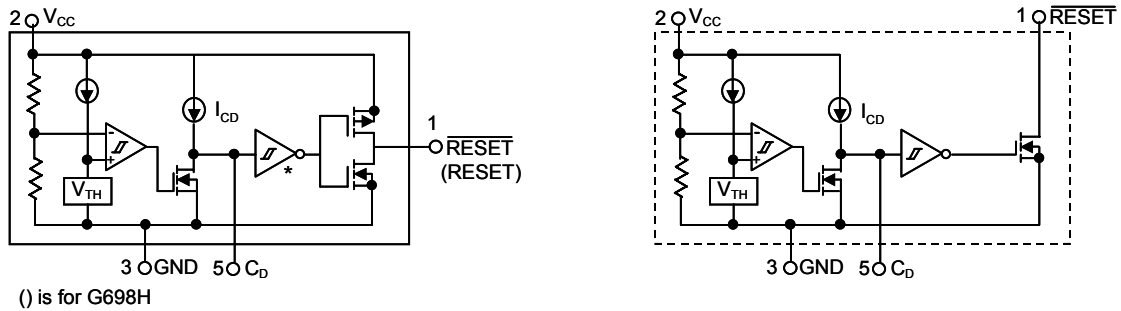 2 VCC
1
RESET
(RESET)
ICD
*
-
+
VTH
3 GND 5 CD
() is for G698H
2 VCC
1 RESET
ICD
-
+
VTH
3 GND 5 CD